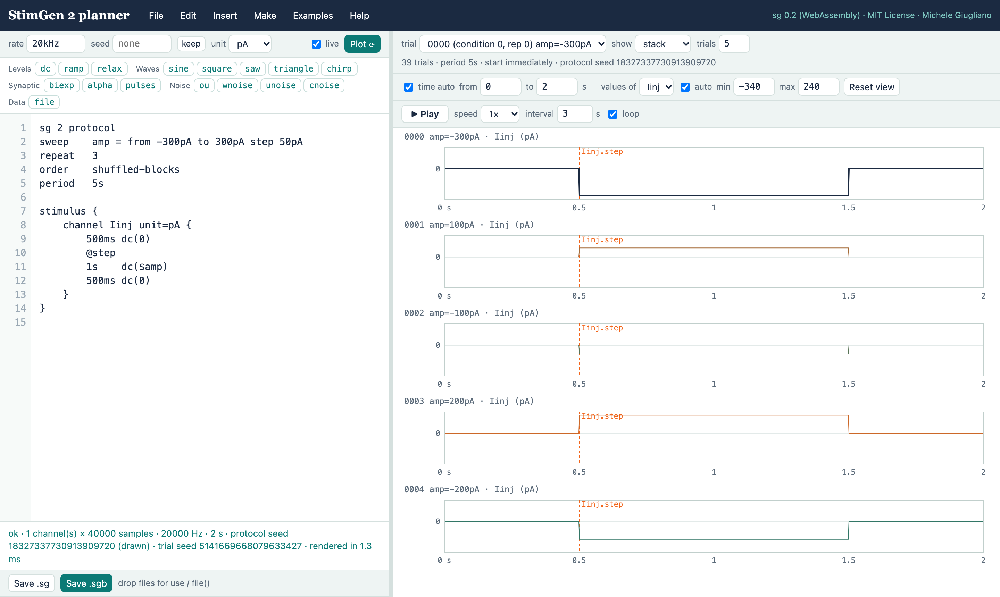 StimGen 2 planner File Edit Insert Make Examples Help sg 0.2 (WebAssembly) · MIT License · Michele Giugliano
rate 20kHz seed none keep unit pA live Plot ⟳
Levels dc ramp relax Waves sine square saw triangle chirp
Synaptic biexp alpha pulses Noise ou wnoise unoise cnoise
Data file
1 sg 2 protocol
2 sweep    amp = from -300pA to 300pA step 50pA
3 repeat   3
4 order    shuffled-blocks
5 period   5s
6
7 stimulus {
8     channel Iinj unit=pA {
9         500ms dc(0)
10         @step
11         1s    dc($amp)
12         500ms dc(0)
13     }
14 }
15
ok · 1 channel(s) × 40000 samples · 20000 Hz · 2 s · protocol seed
18327337730913909720 (drawn) · trial seed 5141669668079633427 · rendered in 1.3
ms
Save .sg Save .sgb drop files for use / file()
trial 0000 (condition 0, rep 0) amp=-300pA show stack trials 5
39 trials · period 5s · start immediately · protocol seed 18327337730913909720
time auto from 0 to 2 s values of Iinj auto min -340 max 240 Reset view
▶ Play speed 1× interval 3 s loop
0000 amp=-300pA · Iinj (pA)
Iinj.step
0
0 s 0.5 1 1.5 2
0001 amp=100pA · Iinj (pA)
Iinj.step
0
0 s 0.5 1 1.5 2
0002 amp=-100pA · Iinj (pA)
Iinj.step
0
0 s 0.5 1 1.5 2
0003 amp=200pA · Iinj (pA)
Iinj.step
0
0 s 0.5 1 1.5 2
0004 amp=-200pA · Iinj (pA)
Iinj.step
0
0 s 0.5 1 1.5 2